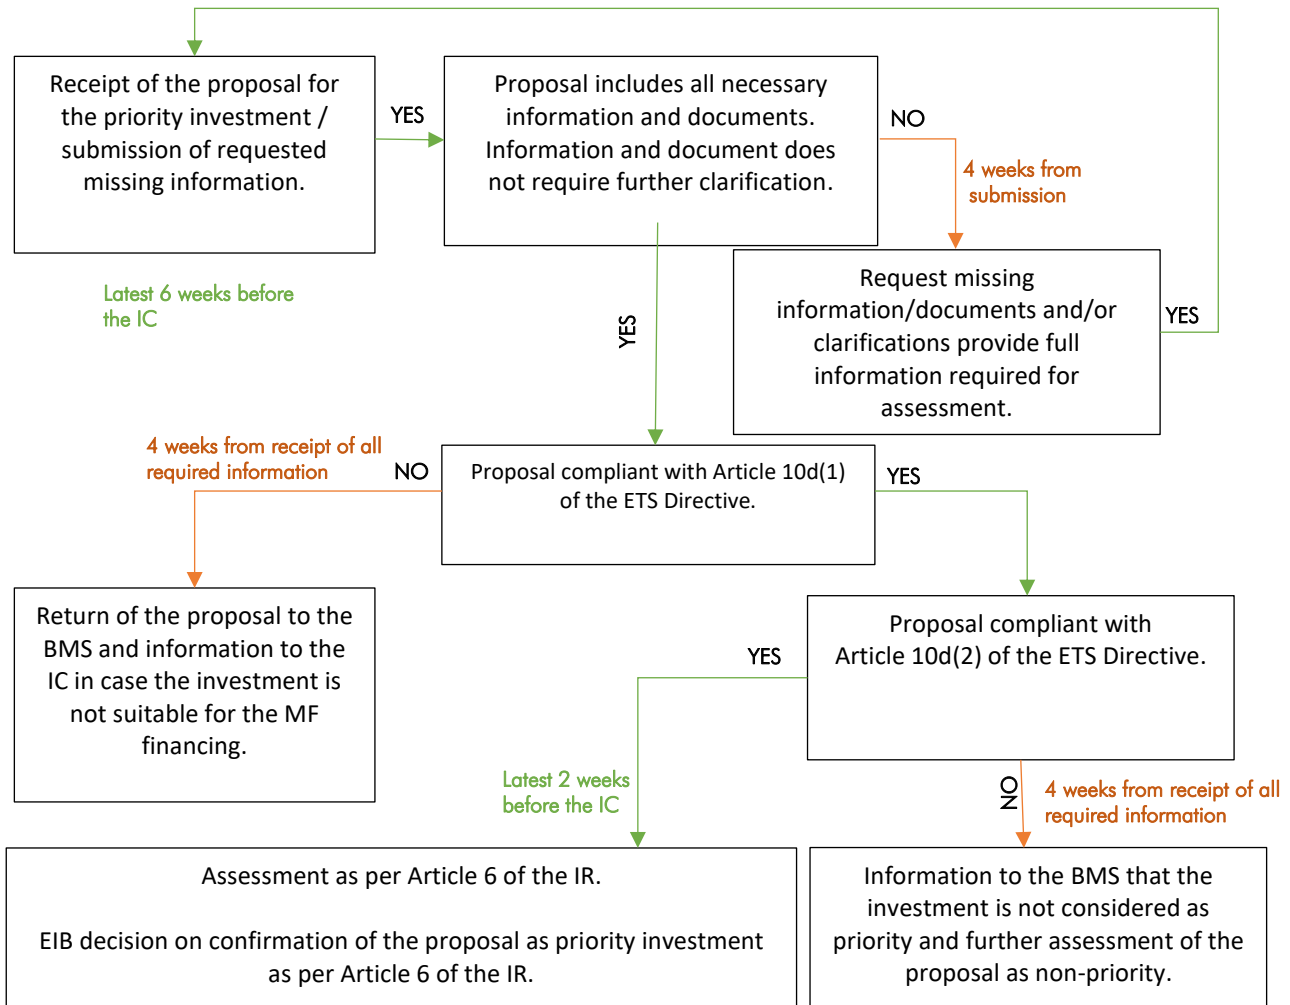 Receipt of the proposal for
the priority investment /
submission of requested
missing information.
YES
Proposal includes all necessary
information and documents.
Information and document does
not require further clarification.
NO
4 weeks from
submission
Latest 6 weeks before
the IC
YES
Request missing
information/documents and/or
clarifications provide full
information required for
assessment.
YES
4 weeks from receipt of all
required information
NO
Proposal compliant with Article 10d(1)
of the ETS Directive.
YES
Return of the proposal to the
BMS and information to the
IC in case the investment is
not suitable for the MF
financing.
YES
Proposal compliant with
Article 10d(2) of the ETS Directive.
Latest 2 weeks
before the IC
NO
4 weeks from receipt of all
required information
Assessment as per Article 6 of the IR.
EIB decision on confirmation of the proposal as priority investment
as per Article 6 of the IR.
Information to the BMS that the
investment is not considered as
priority and further assessment of the
proposal as non-priority.